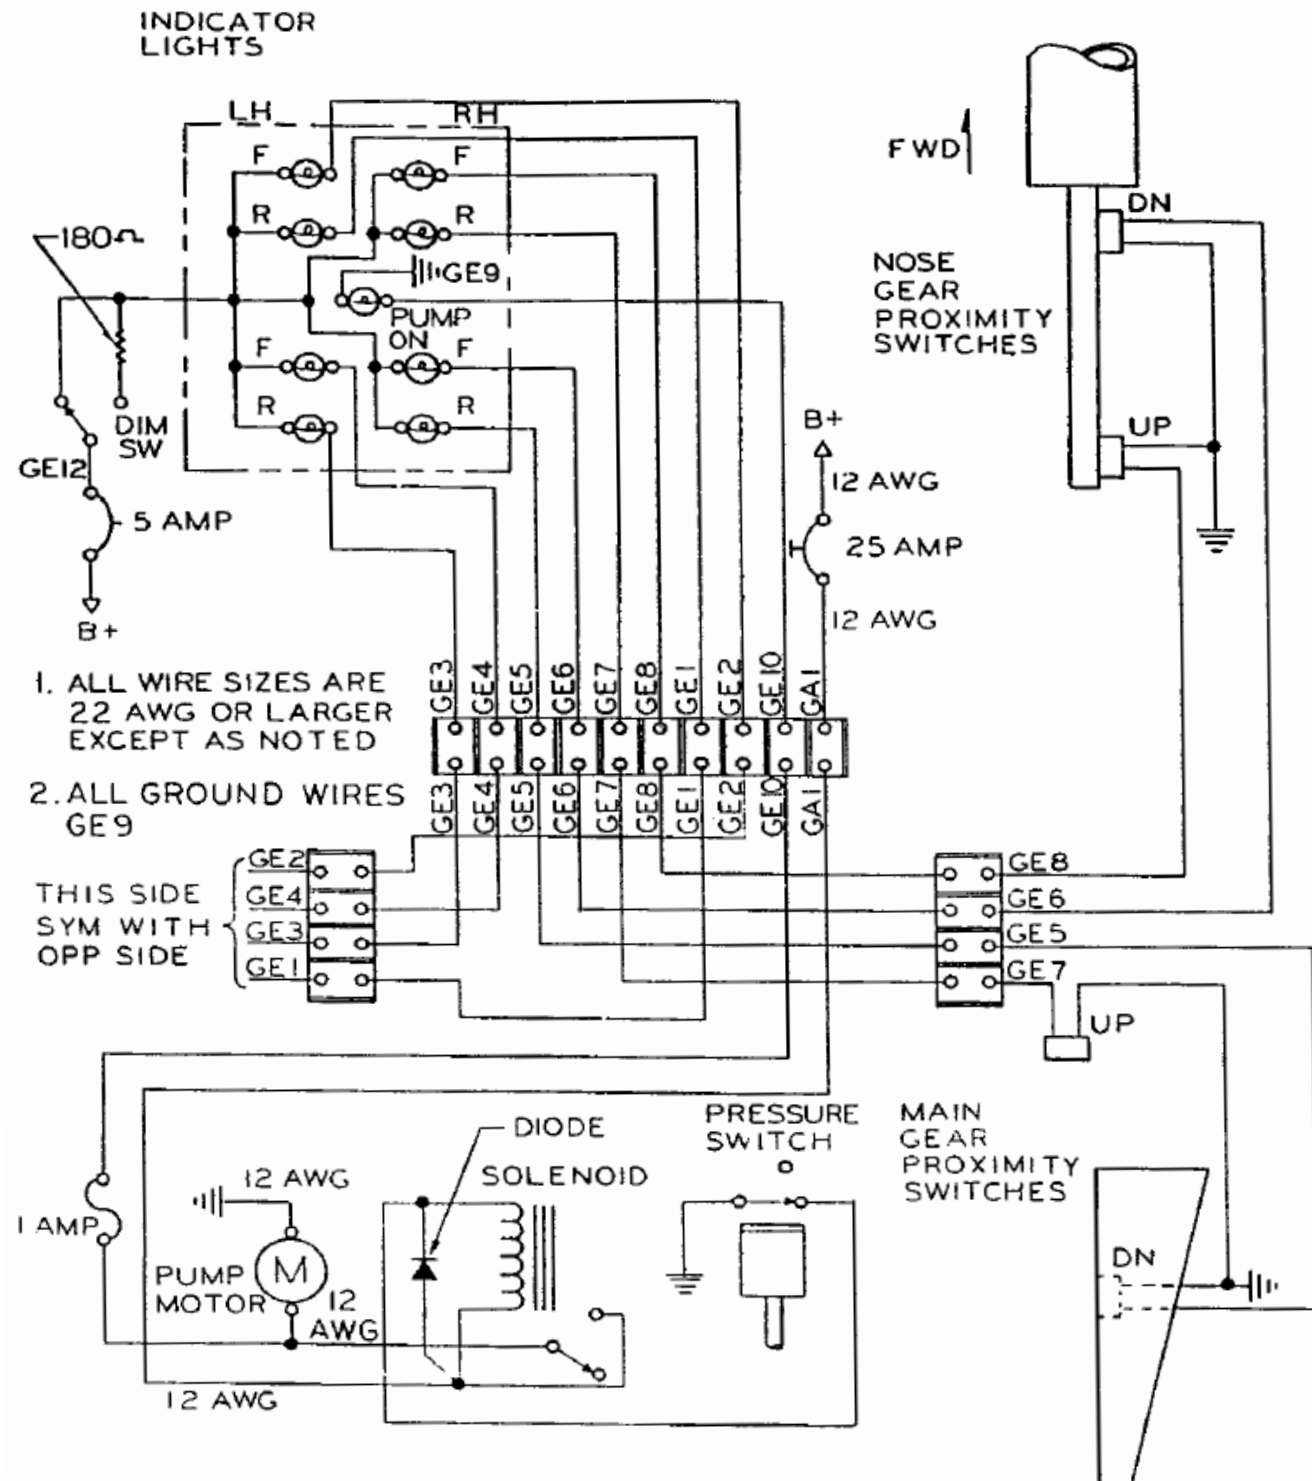 INDICATOR
LIGHTS
LH
RH
F
F
R
R
180Ω
GE9
PUMP
ON
F
F
R
R
DIM
SW
GE12
5 AMP
B+
FWD
DN
NOSE
GEAR
PROXIMITY
SWITCHES
UP
B+
12 AWG
25 AMP
12 AWG
1. ALL WIRE SIZES ARE
22 AWG OR LARGER
EXCEPT AS NOTED
2. ALL GROUND WIRES
GE9
GE3
GE4
GE5
GE6
GE7
GE8
GE1
GE2
GE10
GA1
GE3
GE4
GE5
GE6
GE7
GE8
GE1
GE2
GE10
GA1
THIS SIDE
SYM WITH
OPP SIDE
GE2
GE4
GE3
GE1
GE8
GE6
GE5
GE7
UP
MAIN
GEAR
PROXIMITY
SWITCHES
DN
PRESSURE
SWITCH
DIODE
SOLENOID
12 AWG
1 AMP
PUMP
MOTOR
M
12
AWG
12 AWG